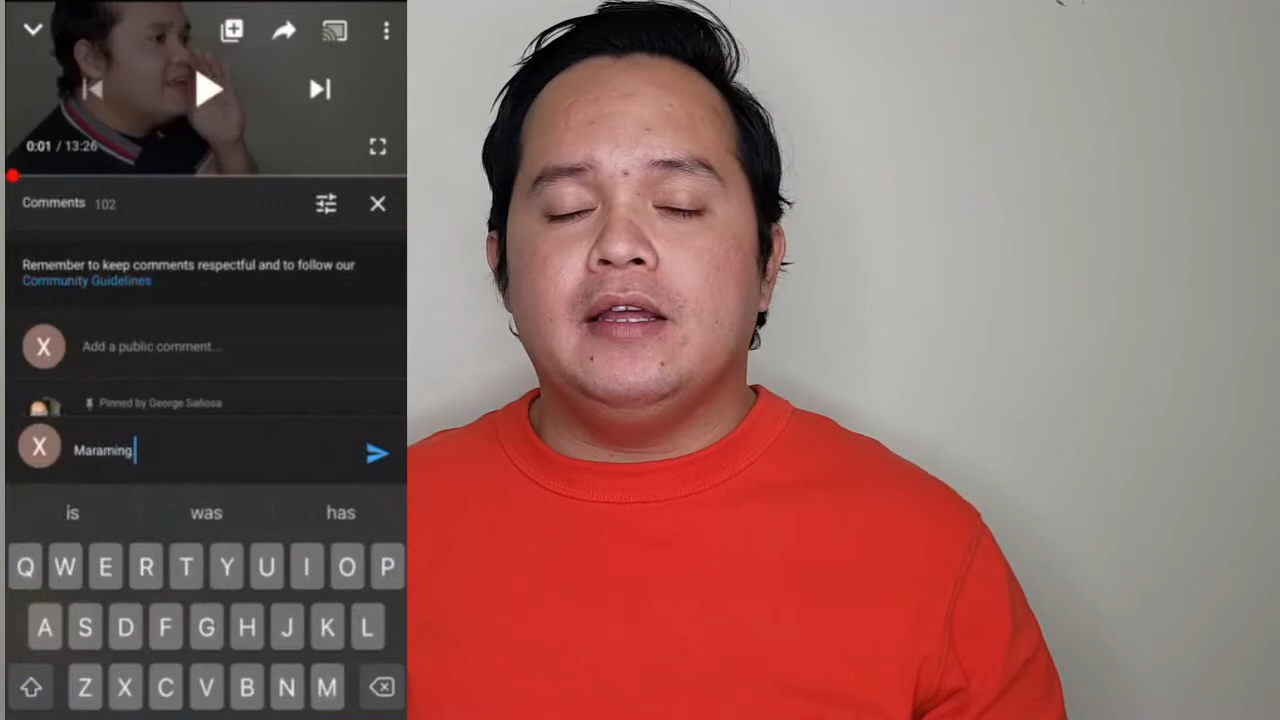 0:01 / 13:26
Comments 102
Remember to keep comments respectful and to follow our
Community Guidelines
X Add a public comment...
Pinned by George Sañosa
X Maraming
is was has
Q W E R T Y U I O P
A S D F G H J K L
Z X C V B N M